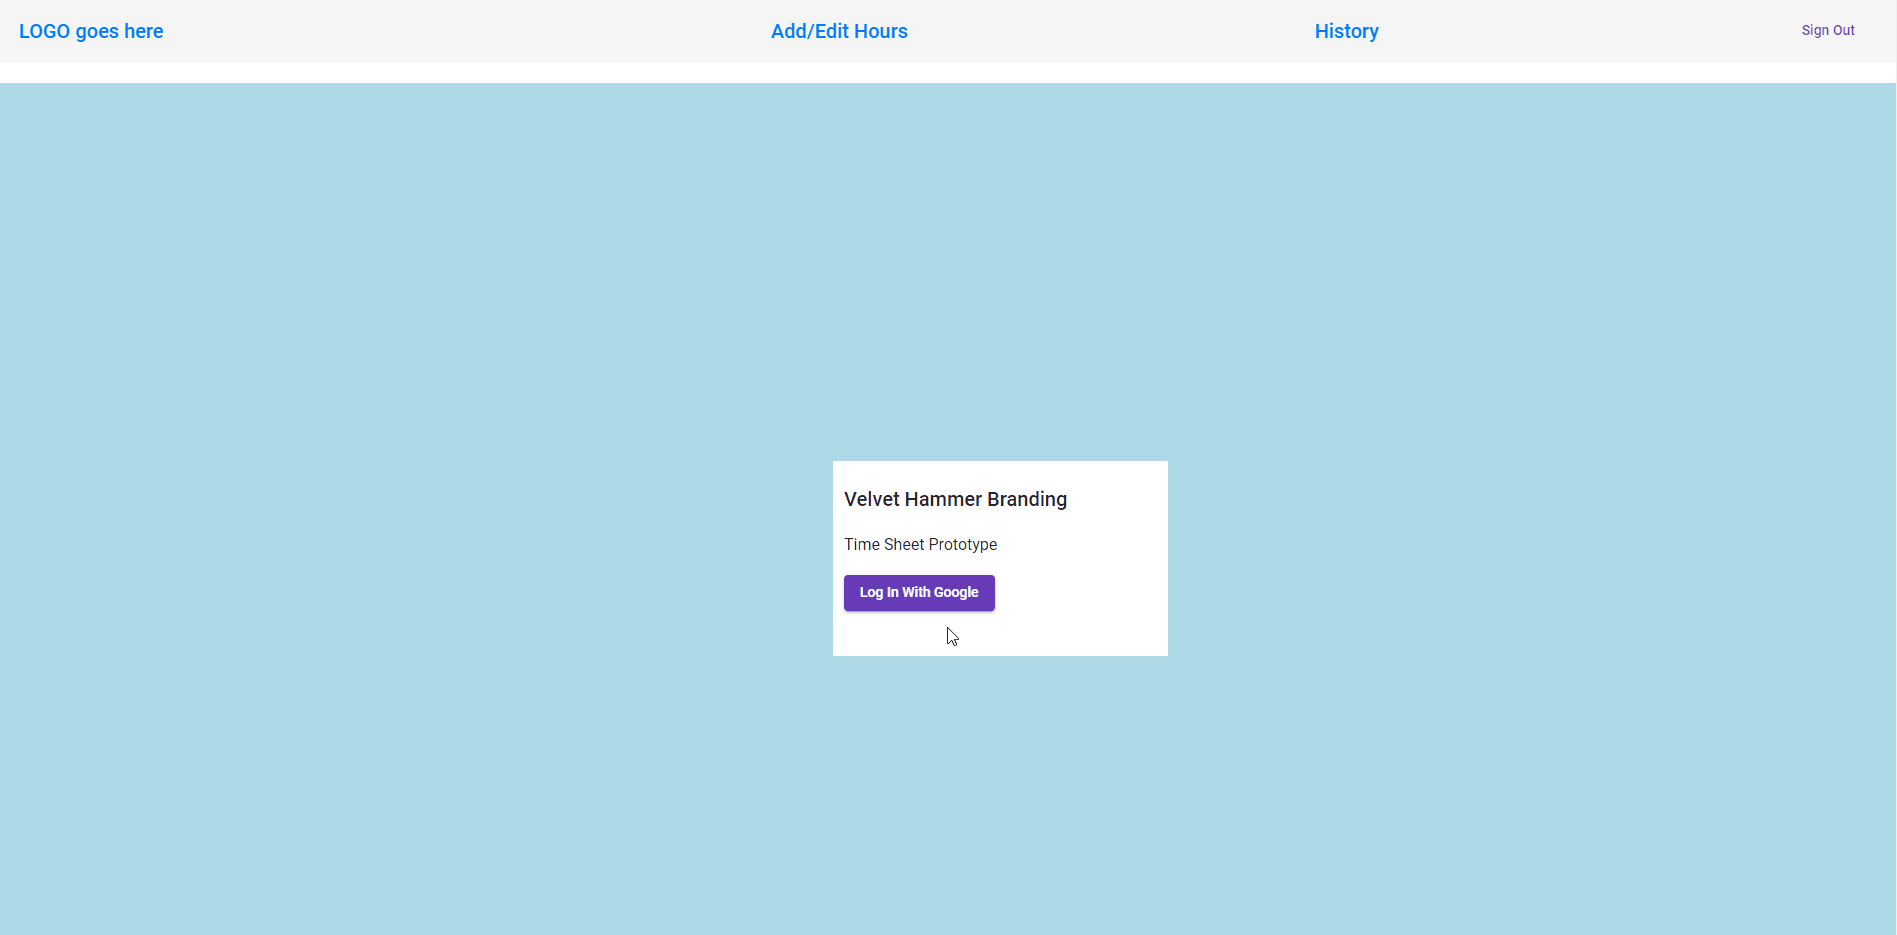 LOGO goes here
Add/Edit Hours
History
Sign Out
Velvet Hammer Branding
Time Sheet Prototype
Log In With Google